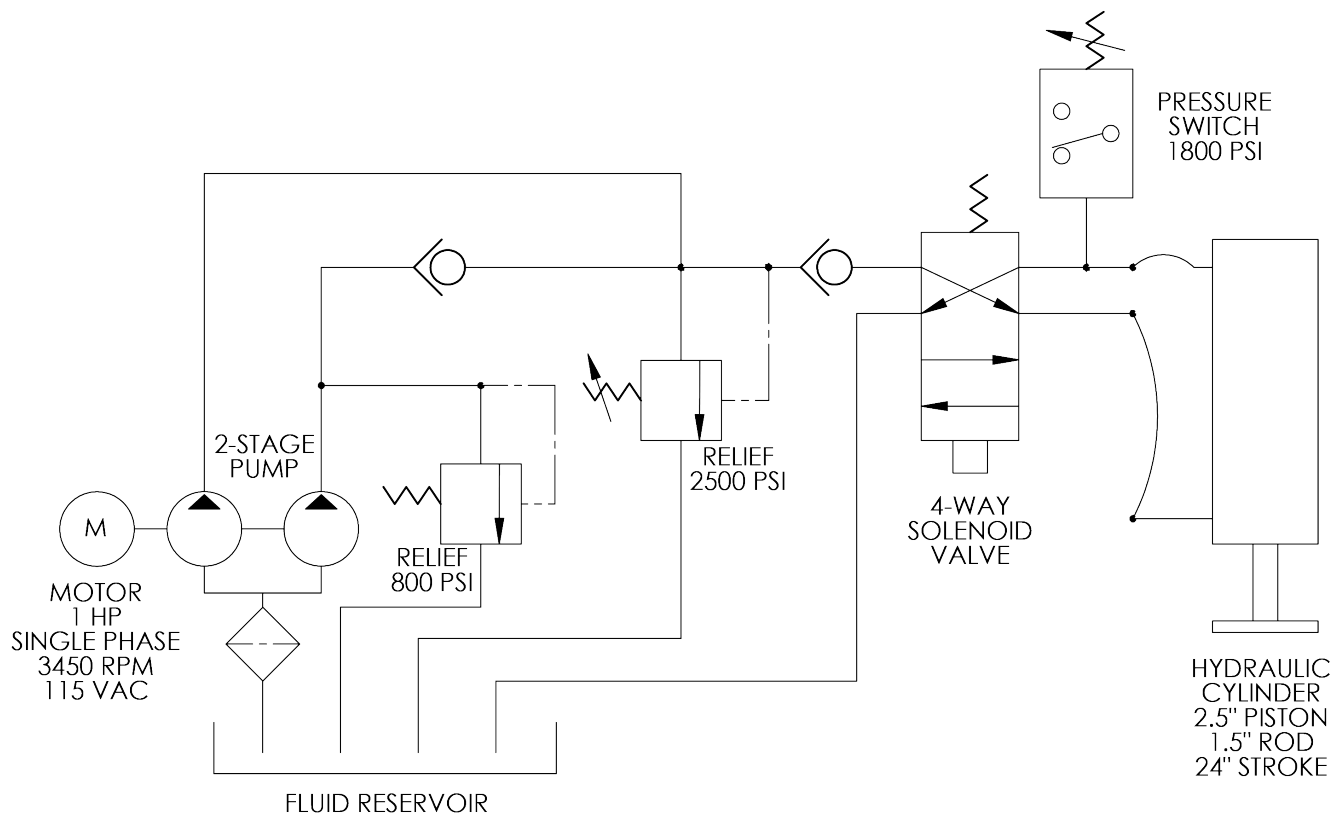 PRESSURE
SWITCH
1800 PSI
2-STAGE
PUMP
RELIEF
2500 PSI
4-WAY
SOLENOID
VALVE
M
RELIEF
800 PSI
MOTOR
1 HP
SINGLE PHASE
3450 RPM
115 VAC
HYDRAULIC
CYLINDER
2.5" PISTON
1.5" ROD
24" STROKE
FLUID RESERVOIR